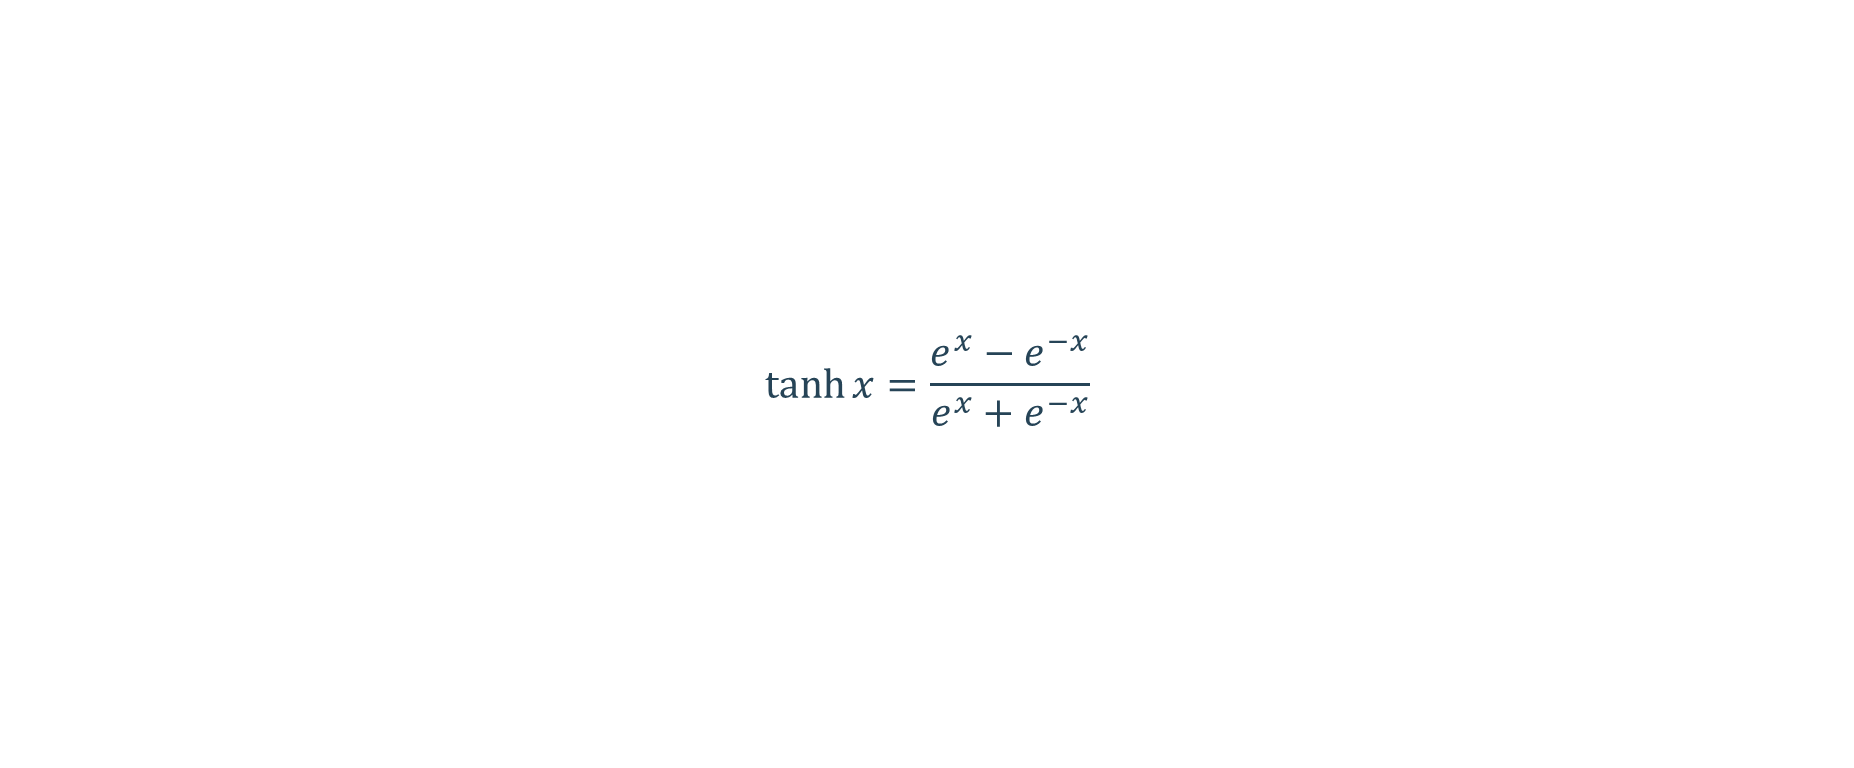 tanh x = (e^x − e^{−x}) / (e^x + e^{−x})